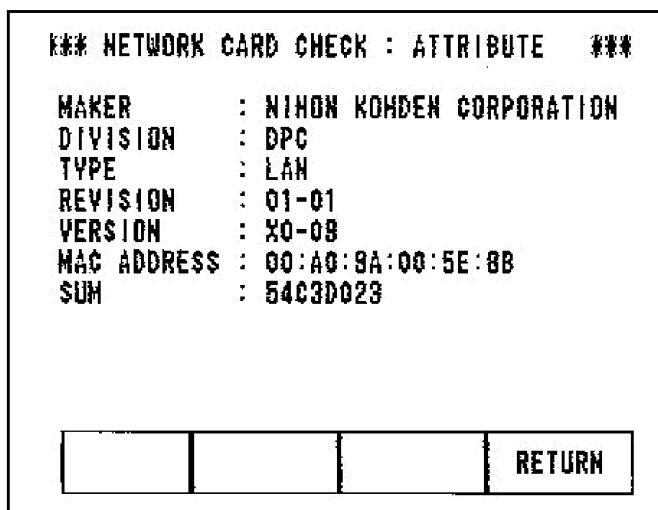 *** NETWORK CARD CHECK : ATTRIBUTE ***
MAKER : NIHON KOHDEN CORPORATION
DIVISION : DPC
TYPE : LAN
REVISION : 01-01
VERSION : X0-09
MAC ADDRESS : 00:A0:9A:00:5E:8B
SUM : 54C3D023
RETURN